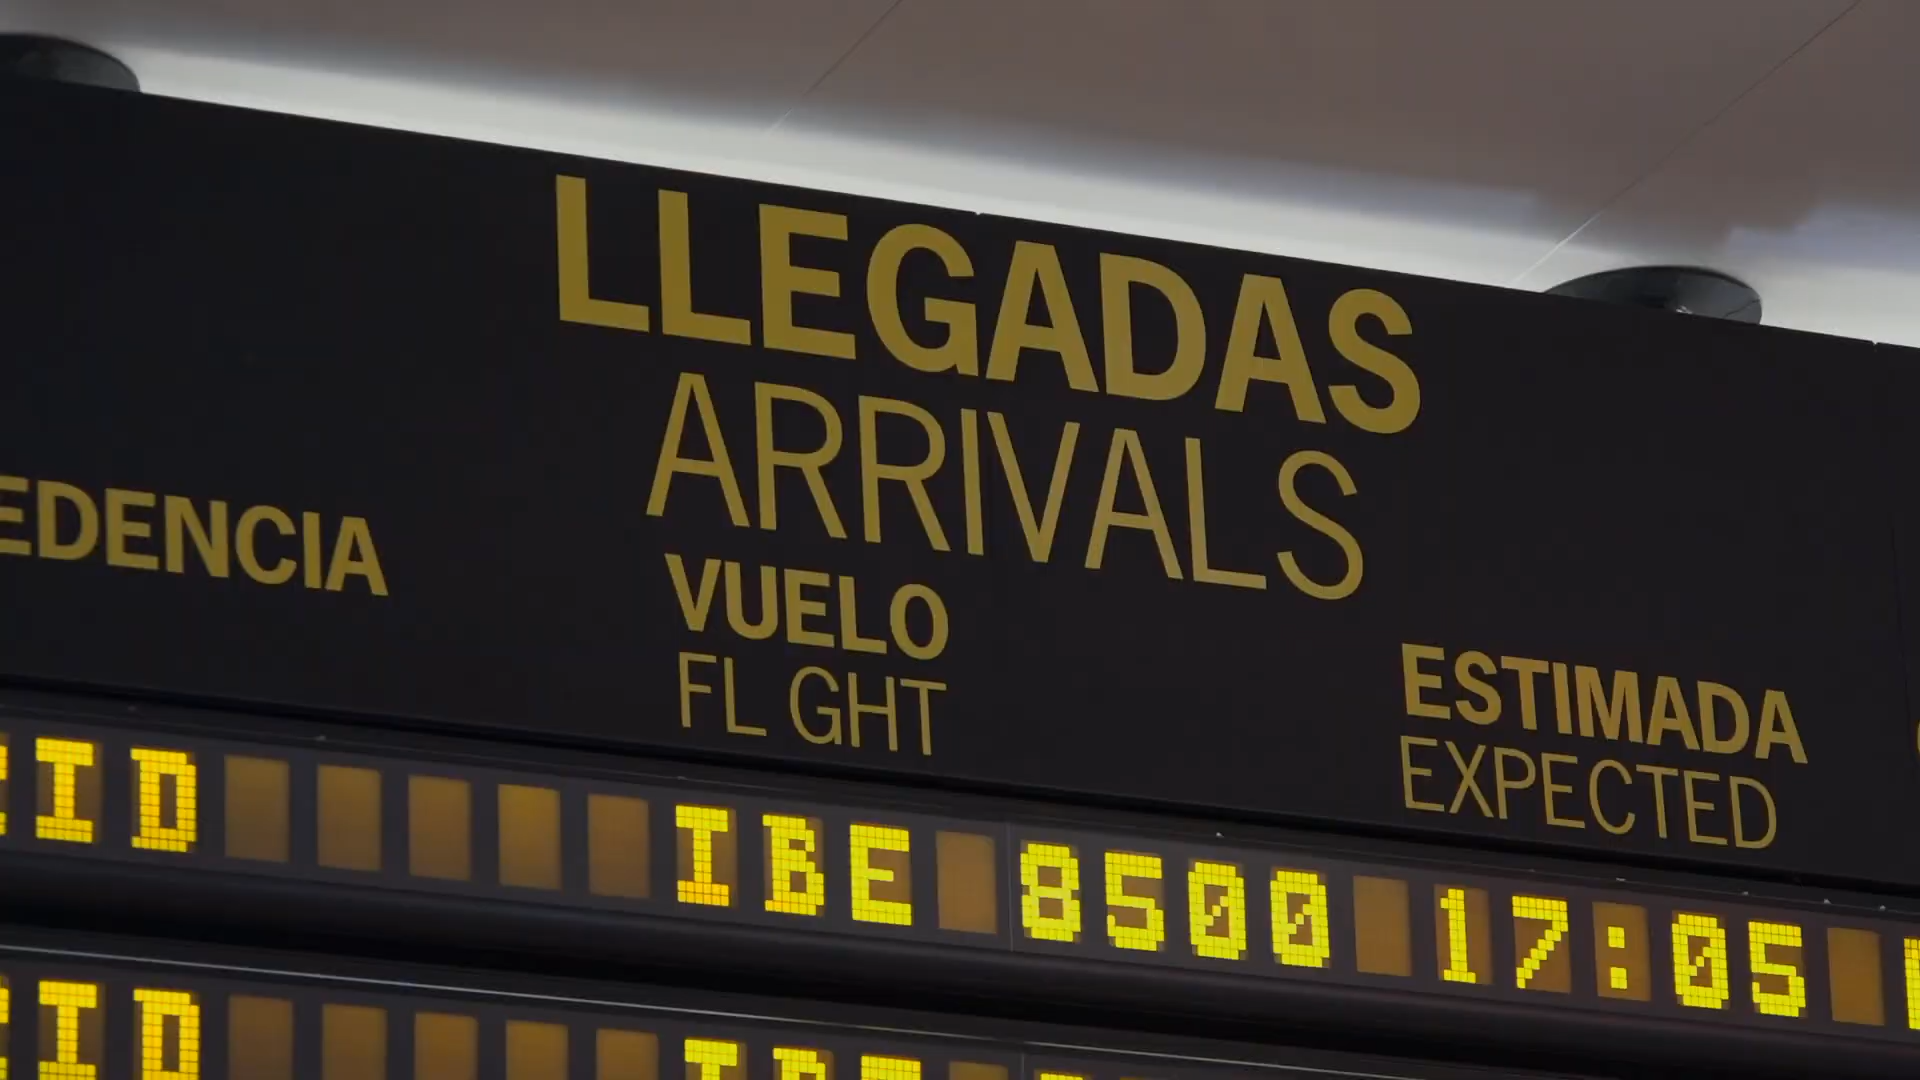 LLEGADAS
ARRIVALS
EDENCIA
VUELO
FL GHT
ESTIMADA
EXPECTED
ID IBE 8500 17:05
ID IBE